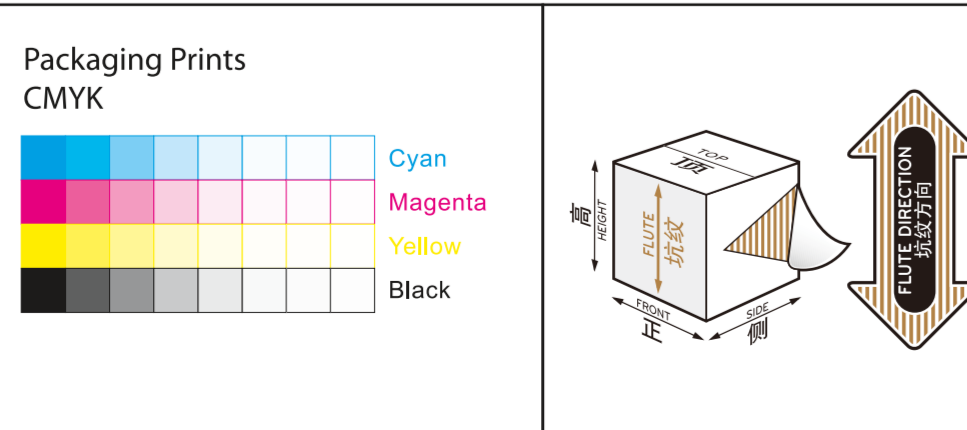 Packaging Prints
CMYK
Cyan
Magenta
Yellow
Black
TOP
顶
高
HEIGHT
FLUTE
坑纹
FRONT
正
SIDE
侧
FLUTE DIRECTION
坑纹方向